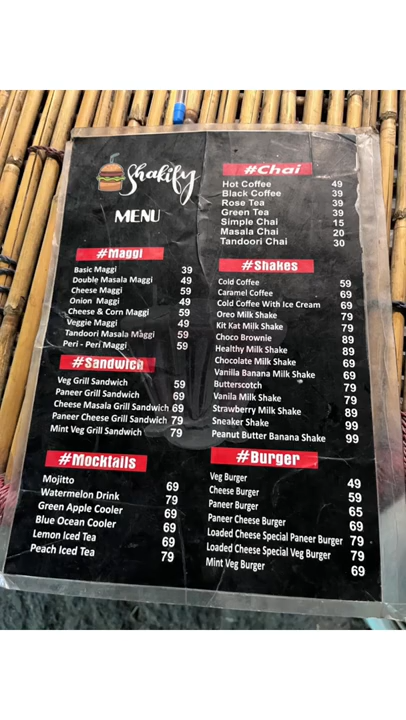 Shakify
MENU
#Maggi
Basic Maggi 39
Double Masala Maggi 49
Cheese Maggi 59
Onion Maggi 49
Cheese & Corn Maggi 59
Veggie Maggi 49
Tandoori Masala Maggi 59
Peri - Peri Maggi 59
#Sandwich
Veg Grill Sandwich 59
Paneer Grill Sandwich 69
Cheese Masala Grill Sandwich 69
Paneer Cheese Grill Sandwich 79
Mint Veg Grill Sandwich 79
#Mocktails
Mojitto 69
Watermelon Drink 79
Green Apple Cooler 69
Blue Ocean Cooler 69
Lemon Iced Tea 69
Peach Iced Tea 79
#Chai
Hot Coffee 49
Black Coffee 39
Rose Tea 39
Green Tea 39
Simple Chai 15
Masala Chai 20
Tandoori Chai 30
#Shakes
Cold Coffee 59
Caramel Coffee 69
Cold Coffee With Ice Cream 69
Oreo Milk Shake 79
Kit Kat Milk Shake 79
Choco Brownie 89
Healthy Milk Shake 89
Chocolate Milk Shake 69
Vanilla Banana Milk Shake 69
Butterscotch 79
Vanila Milk Shake 79
Strawberry Milk Shake 89
Sneaker Shake 99
Peanut Butter Banana Shake 99
#Burger
Veg Burger 49
Cheese Burger 59
Paneer Burger 65
Paneer Cheese Burger 69
Loaded Cheese Special Paneer Burger 79
Loaded Cheese Special Veg Burger 79
Mint Veg Burger 69